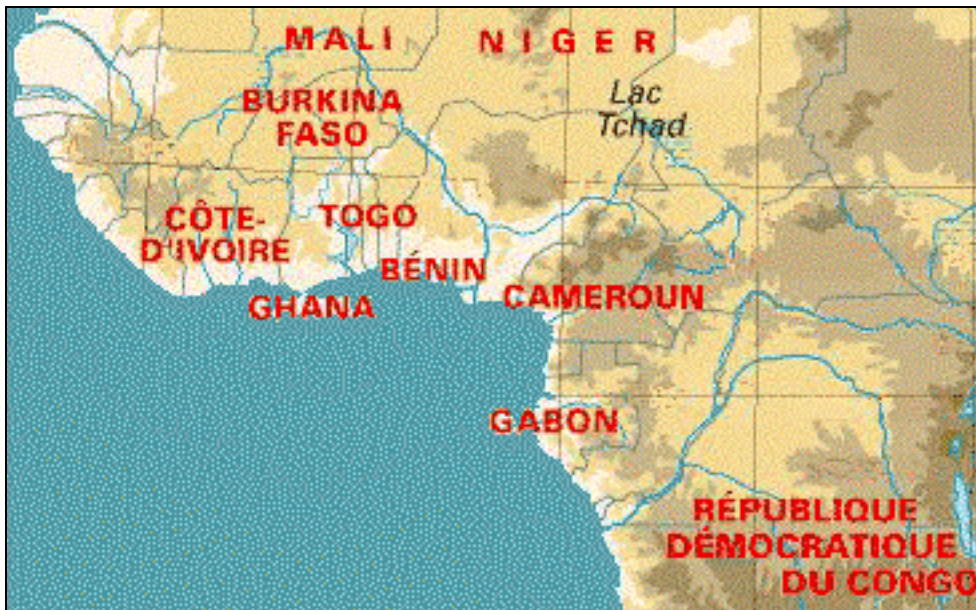 MALI
NIGER
BURKINA
FASO
Lac
Tchad
CÔTE-
D'IVOIRE
TOGO
BÉNIN
GHANA
CAMEROUN
GABON
RÉPUBLIQUE
DÉMOCRATIQUE
DU CONGO